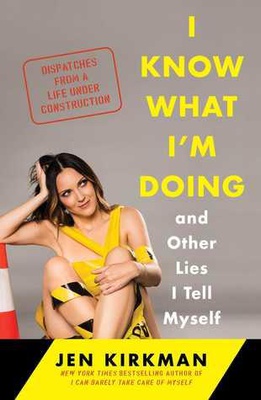 DISPATCHES
FROM A
LIFE UNDER
CONSTRUCTION
I
KNOW
WHAT
I'M
DOING
and
Other
Lies
I Tell
Myself
JEN KIRKMAN
NEW YORK TIMES BESTSELLING AUTHOR OF
I CAN BARELY TAKE CARE OF MYSELF